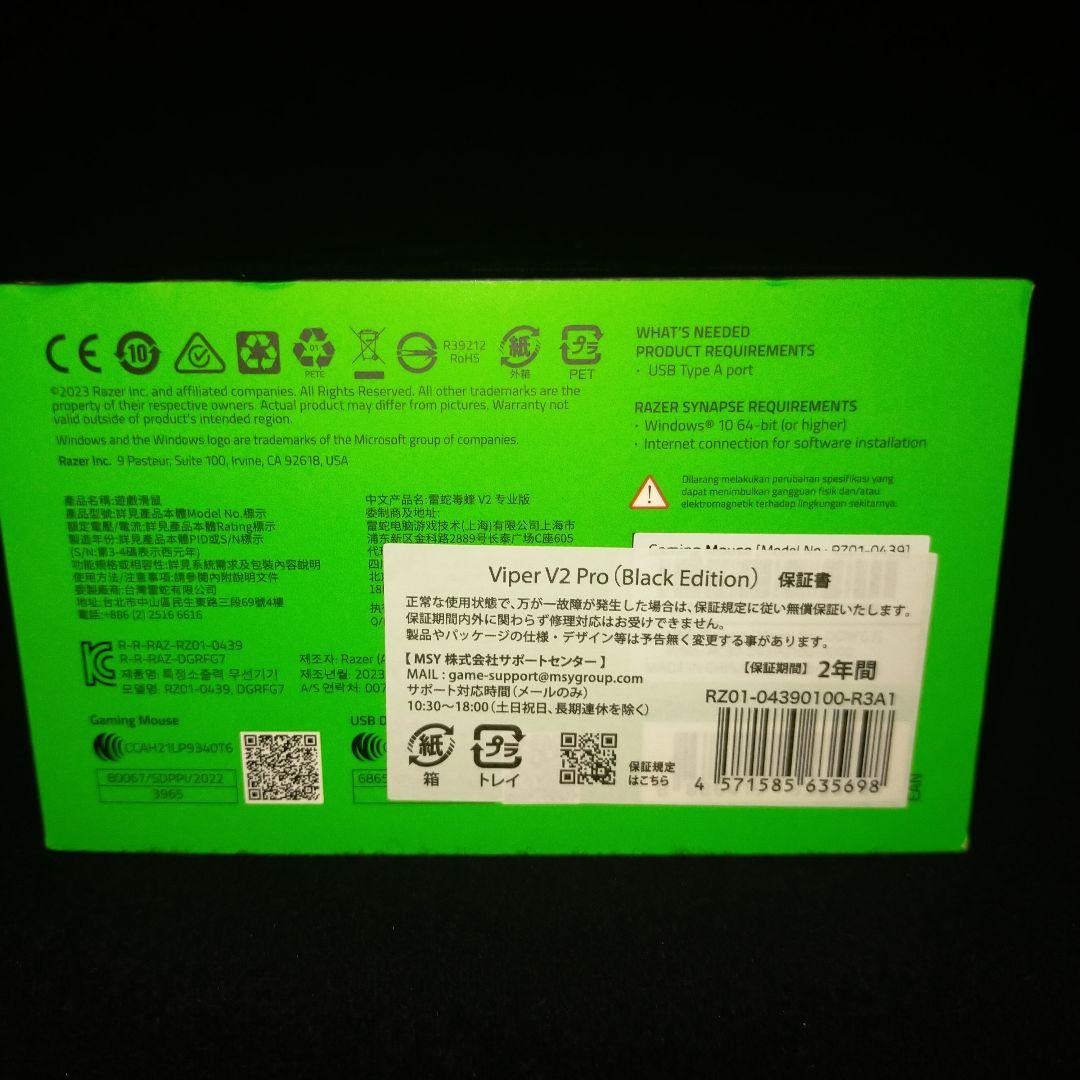 CE
10
01
PETE
R39212
RoHS
紙
外箱
プラ
PET
©2023 Razer Inc. and affiliated companies. All Rights Reserved. All other trademarks are the
property of their respective owners. Actual product may differ from pictures. Warranty not
valid outside of product's intended region.
Windows and the Windows logo are trademarks of the Microsoft group of companies.
Razer Inc. 9 Pasteur, Suite 100, Irvine, CA 92618, USA
WHAT'S NEEDED
PRODUCT REQUIREMENTS
· USB Type A port
RAZER SYNAPSE REQUIREMENTS
· Windows® 10 64-bit (or higher)
· Internet connection for software installation
Dilarang melakukan perubahan spesifikasi yang
dapat menimbulkan gangguan fisik dan/atau
elektromagnetik terhadap lingkungan sekitarnya.
產品名稱:遊戲滑鼠
產品型號:詳見產品本體Model No.標示
額定電壓/電流:詳見產品本體Rating標示
製造年份:詳見產品本體PID或S/N標示
(S/N:第3-4碼表示西元年)
功能規格或相容性:詳見系統需求及包裝內容說明
使用方法/注意事項:請參閱內附說明文件
委製廠商:台灣雷蛇有限公司
地址:台北市中山區民生東路三段69號4樓
電話:+886 (2) 2516 6616
中文产品名:雷蛇毒蝰 V2 专业版
委制商及地址:
雷蛇电脑游戏技术(上海)有限公司上海市
浦东新区金科路2889号长泰广场C座605
R-R-RAZ-RZ01-0439
R-R-RAZ-DGRFG7
제품명: 특정소출력 무선기기
모델명: RZ01-0439, DGRFG7
제조자: Razer (A
제조년월: 2023
A/S 연락처: 007
Gaming Mouse
CCAH21LP9340T6
80067/SDPPI/2022
3965
USB D
6865
Gaming Mouse [Model No.: RZ01-0439]
Viper V2 Pro（Black Edition） 保証書
正常な使用状態で、万が一故障が発生した場合は、保証規定に従い無償保証いたします。
保証期間内外に関わらず修理対応はお受けできません。
製品やパッケージの仕様・デザイン等は予告無く変更する事があります。
【 MSY 株式会社サポートセンター 】
MAIL : game-support@msygroup.com
サポート対応時間（メールのみ）
10:30～18:00（土日祝日、長期連休を除く）
【保証期間】 2年間
RZ01-04390100-R3A1
紙
箱
プラ
トレイ
保証規定
はこちら
4 571585 635698
EAN